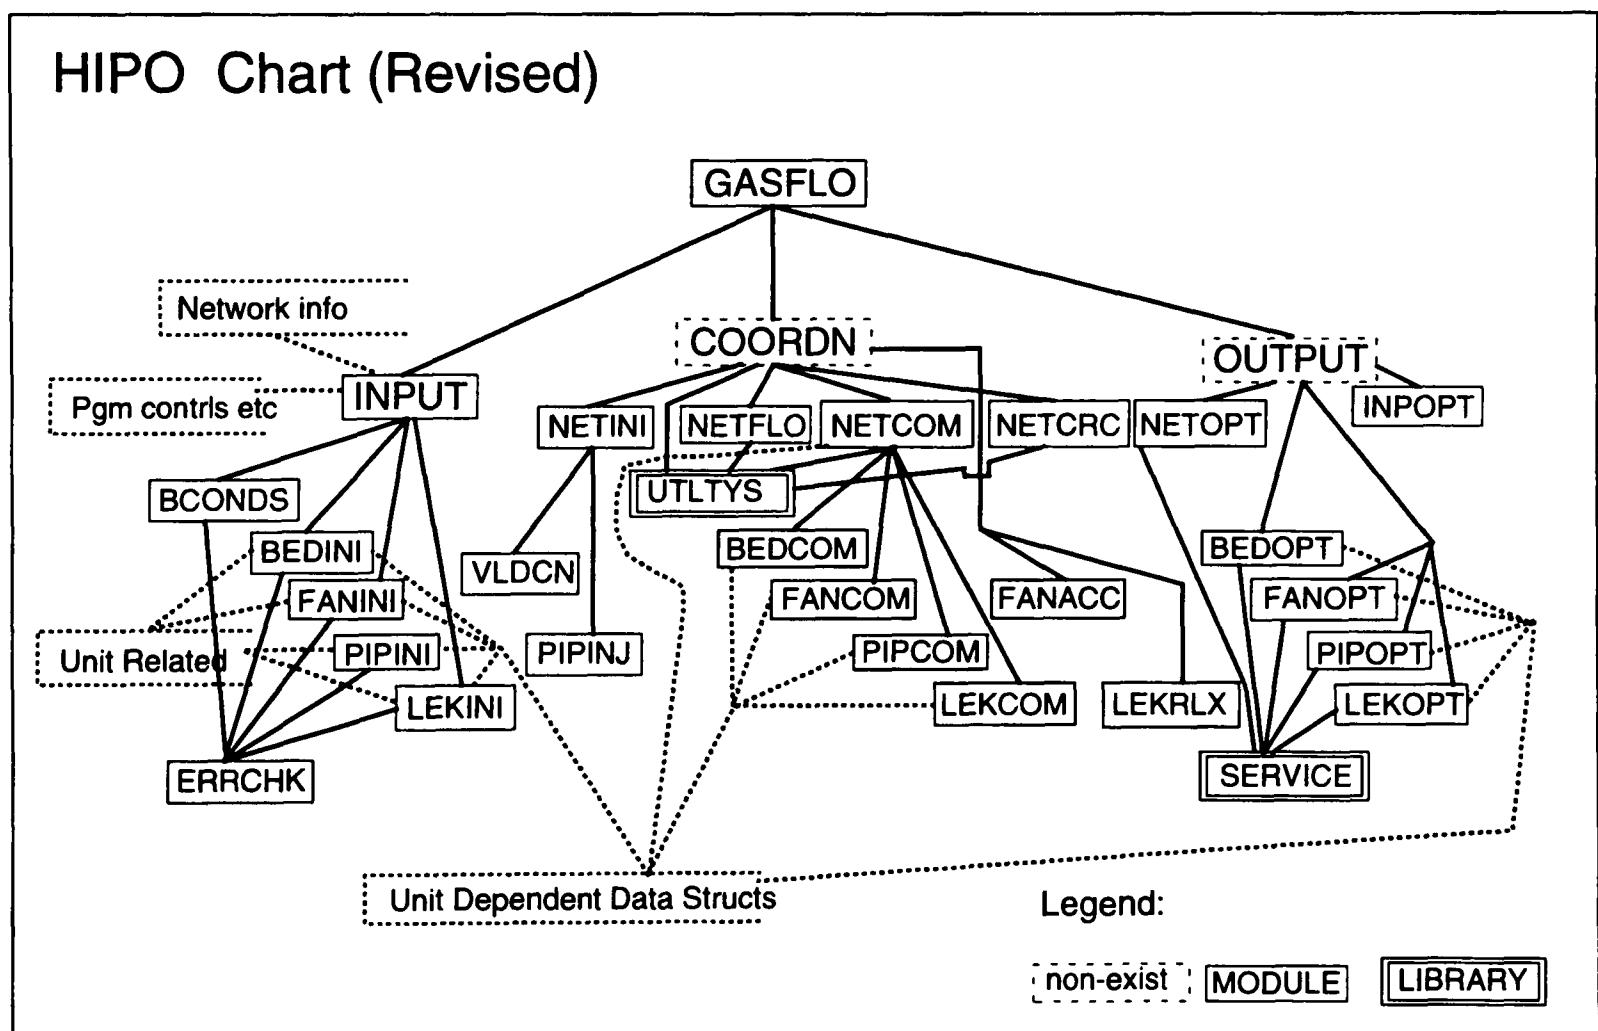 HIPO Chart (Revised)
GASFLO
Network info
COORDN
OUTPUT
Pgm contrls etc
INPUT
INPOPT
NETINI
NETFLO
NETCOM
NETCRC
NETOPT
BCONDS
UTLTYS
BEDINI
VLDCN
BEDCOM
BEDOPT
FANINI
FANCOM
FANACC
FANOPT
Unit Related
PIPINI
PIPINJ
PIPCOM
PIPOPT
LEKINI
LEKCOM
LEKRLX
LEKOPT
ERRCHK
SERVICE
Unit Dependent Data Structs
Legend:
non-exist
MODULE
LIBRARY